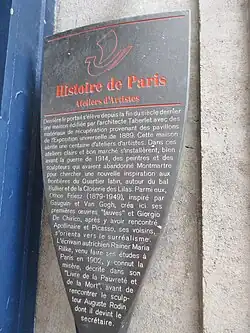 Histoire de Paris
Ateliers d'Artistes
Derrière le portail s'élève depuis la fin du siècle dernier
une maison édifiée par l'architecte Taberlet avec des
matériaux de récupération provenant des pavillons
de l'Exposition universelle de 1889. Cette maison
abrite une centaine d'ateliers d'artistes. Dans ces
ateliers clairs et bon marché s'installèrent, bien
avant la guerre de 1914, des peintres et des
sculpteurs qui avaient abandonné Montmartre
pour chercher une nouvelle inspiration aux
frontières du Quartier latin, autour du bal
Bullier et de la Closerie des Lilas. Parmi eux,
Othon Friesz (1879-1949), inspiré par
Gauguin et Van Gogh, créa ici ses
premières œuvres "fauves" et Giorgio
De Chirico, après y avoir rencontré
Apollinaire et Picasso, ses voisins,
s'orienta vers le surréalisme.
L'écrivain autrichien Rainer Maria
Rilke, venu faire ses études à
Paris en 1902, y connut la
misère, décrite dans son
"Livre de la Pauvreté et
de la Mort", avant de
rencontrer le sculp-
teur Auguste Rodin
dont il devint le
secrétaire.